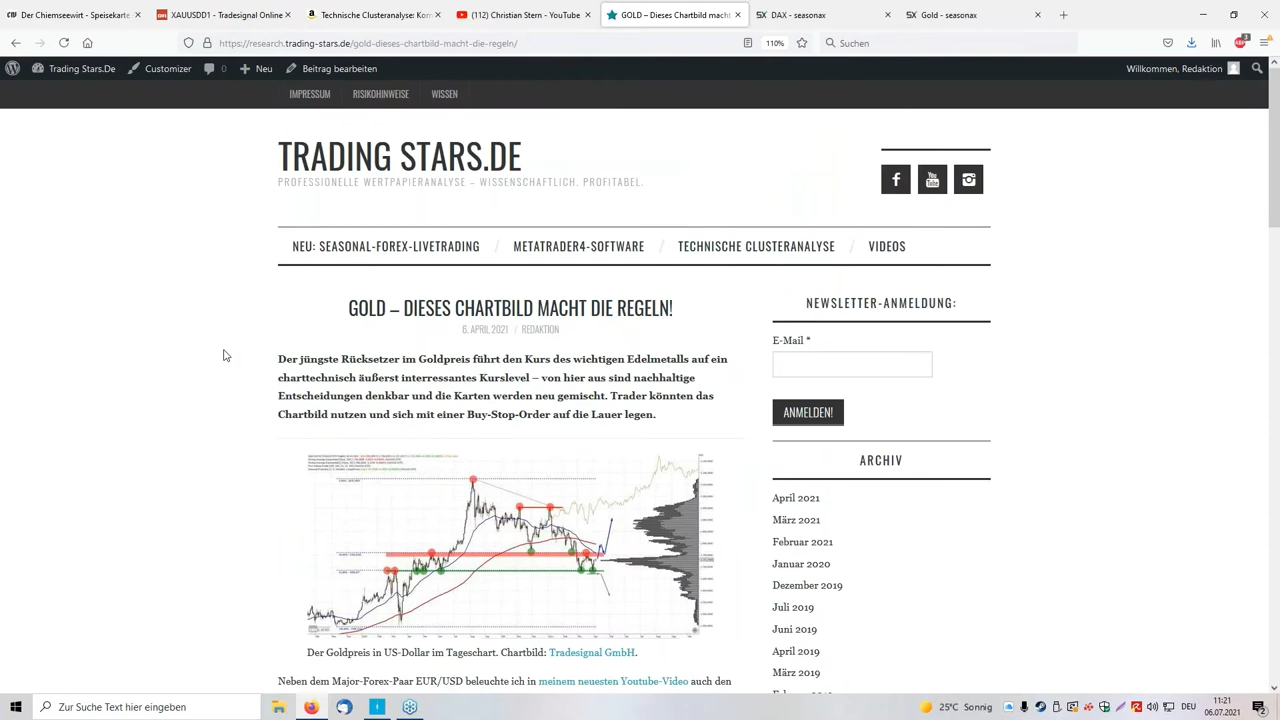 Der (einsame) Unternehmer - Speisekarte
XAUUSDD1 - Tradesignal Online
Technische Clusteranalyse: Kom
(112) Christian Stern - YouTube
GOLD – Dieses Chartbild macht
DAX - seasonax
Gold - seasonax
https://research.trading-stars.de/gold-dieses-chartbild-macht-die-regeln/
110%
Suchen
Trading Stars.De
Customizer
0
Neu
Beitrag bearbeiten
Willkommen, Redaktion
IMPRESSUM
RISIKOHINWEISE
WISSEN
TRADING STARS.DE
PROFESSIONELLE WERTPAPIERANALYSE – WISSENSCHAFTLICH. PROFITABEL.
NEU: SEASONAL-FOREX-LIVETRADING / METATRADER4-SOFTWARE / TECHNISCHE CLUSTERANALYSE / VIDEOS
GOLD – DIESES CHARTBILD MACHT DIE REGELN!
6. APRIL 2021 / REDAKTION
Der jüngste Rücksetzer im Goldpreis führt den Kurs des wichtigen Edelmetalls auf ein
charttechnisch äußerst interressantes Kurslevel – von hier aus sind nachhaltige
Entscheidungen denkbar und die Karten werden neu gemischt. Trader könnten das
Chartbild nutzen und sich mit einer Buy-Stop-Order auf die Lauer legen.
Der Goldpreis in US-Dollar im Tageschart. Chartbild: Tradesignal GmbH.
Neben dem Major-Forex-Paar EUR/USD beleuchte ich in meinem neuesten Youtube-Video auch den
NEWSLETTER-ANMELDUNG:
E-Mail *
ANMELDEN!
ARCHIV
April 2021
März 2021
Februar 2021
Januar 2020
Dezember 2019
Juli 2019
Juni 2019
April 2019
März 2019
Zur Suche Text hier eingeben
25°C Sonnig
DEU
11:21
06.07.2021